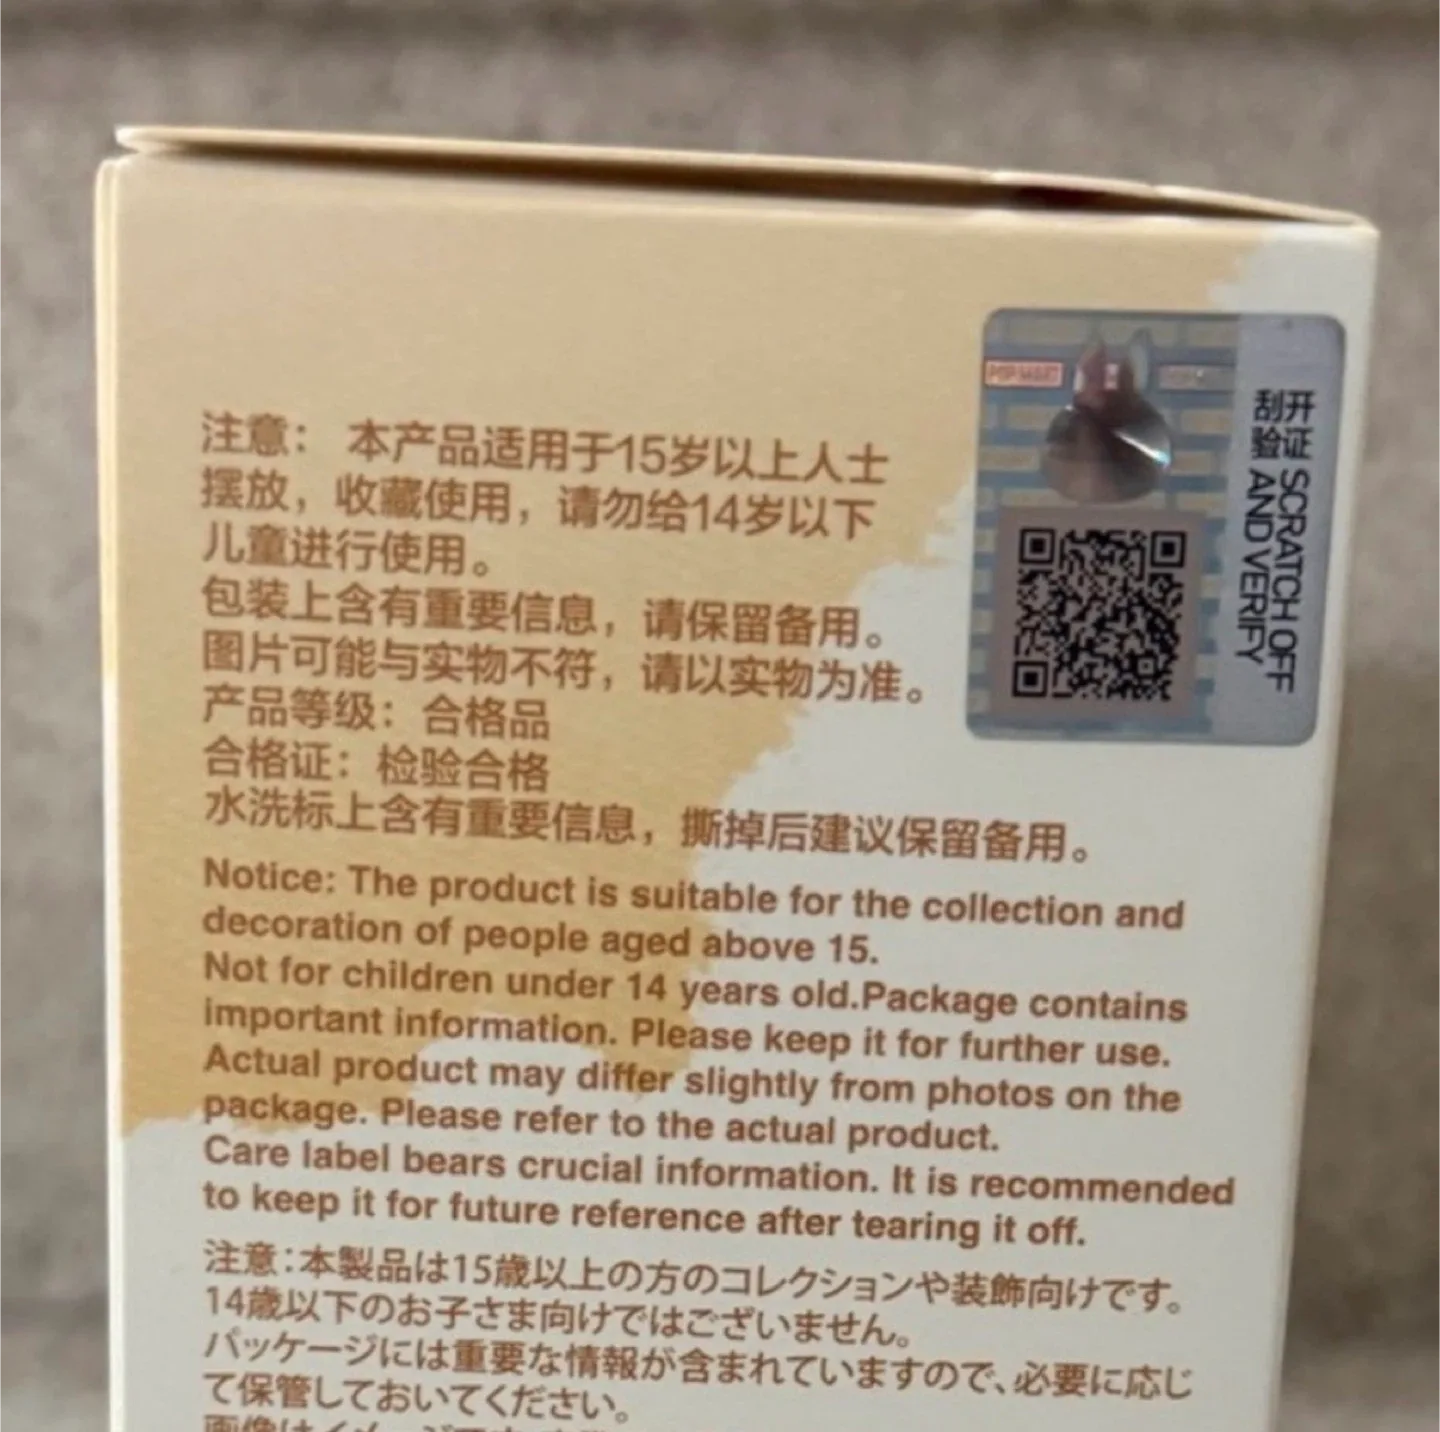 注意： 本产品适用于15岁以上人士
摆放，收藏使用，请勿给14岁以下
儿童进行使用。
包装上含有重要信息，请保留备用。
图片可能与实物不符，请以实物为准。
产品等级：合格品
合格证：检验合格
水洗标上含有重要信息，撕掉后建议保留备用。
Notice: The product is suitable for the collection and
decoration of people aged above 15.
Not for children under 14 years old.Package contains
important information. Please keep it for further use.
Actual product may differ slightly from photos on the
package. Please refer to the actual product.
Care label bears crucial information. It is recommended
to keep it for future reference after tearing it off.
注意：本製品は15歳以上の方のコレクションや装飾向けです。
14歳以下のお子さま向けではございません。
パッケージには重要な情報が含まれていますので、必要に応じ
て保管しておいてください。
画像はイメージです
POP MART
刮开
验证
SCRATCH OFF
AND VERIFY